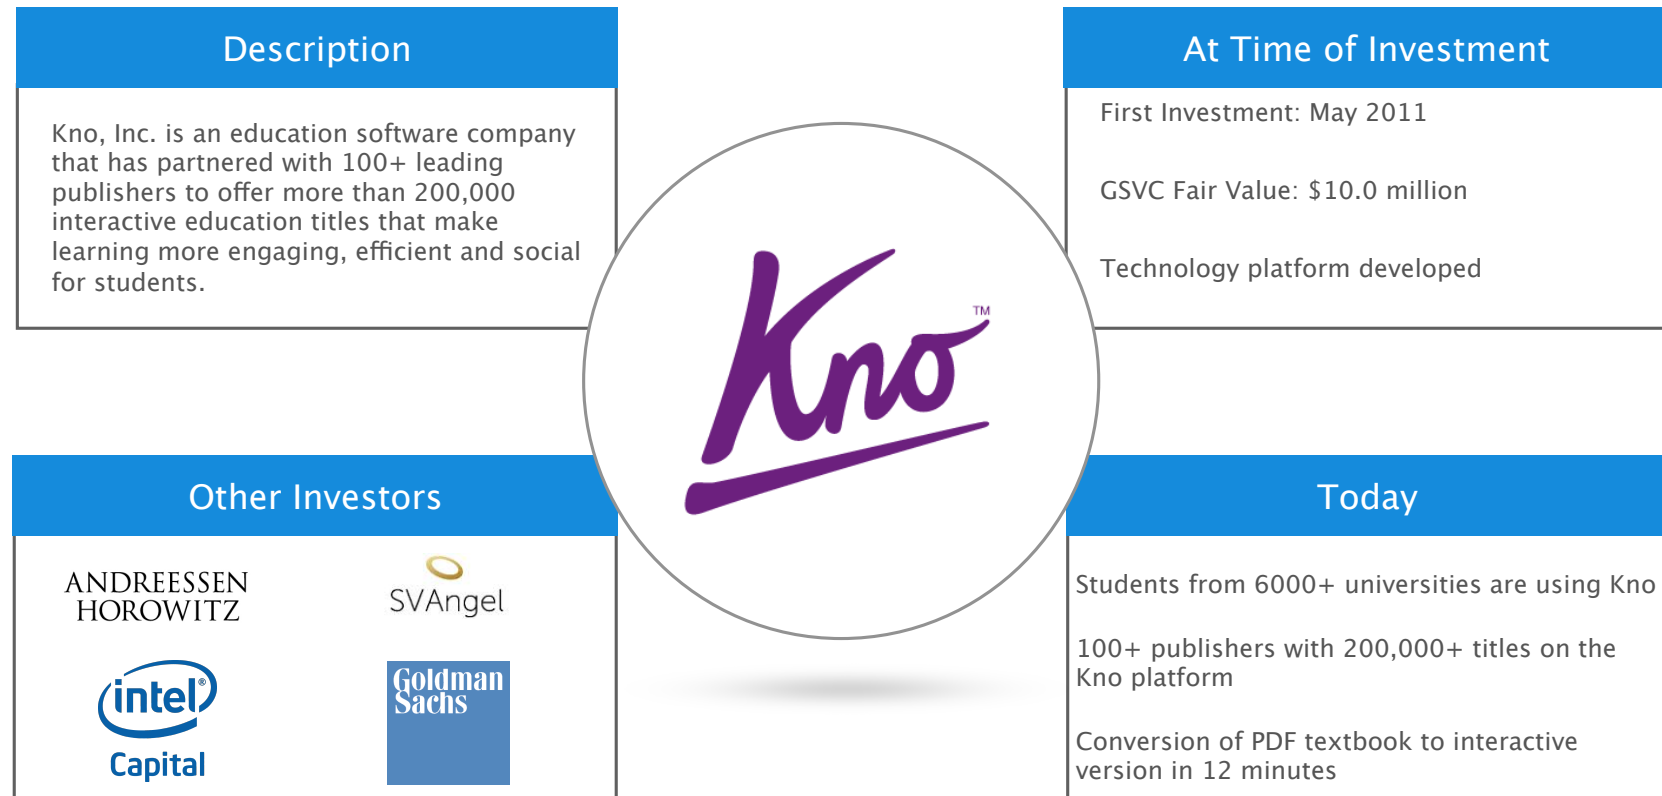 Description
Kno, Inc. is an education software company
that has partnered with 100+ leading
publishers to offer more than 200,000
interactive education titles that make
learning more engaging, efficient and social
for students.
At Time of Investment
First Investment: May 2011
GSVC Fair Value: $10.0 million
Technology platform developed
Kno™
Other Investors
ANDREESSEN
HOROWITZ
SVAngel
intel®
Capital
Goldman
Sachs
Today
Students from 6000+ universities are using Kno
100+ publishers with 200,000+ titles on the
Kno platform
Conversion of PDF textbook to interactive
version in 12 minutes